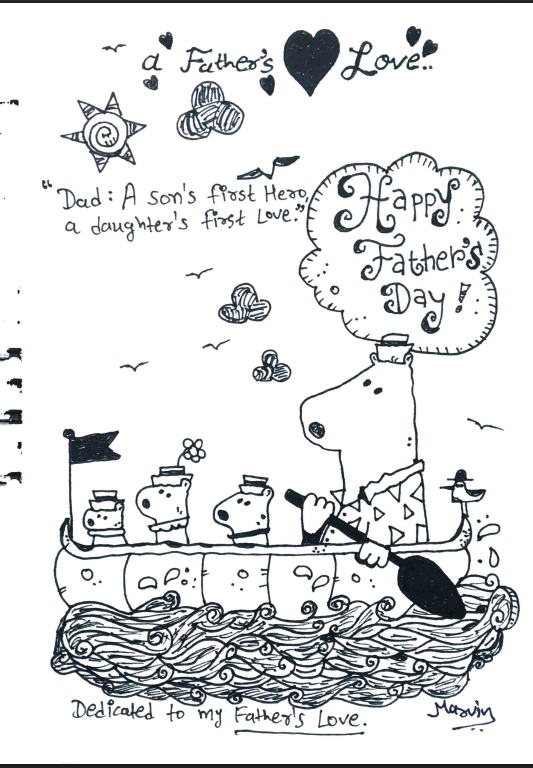 a Father's Love..
"Dad: A son's first Hero,
a daughter's first Love."
Happy
Father's
Day!
Dedicated to my Father's Love.
Marvin